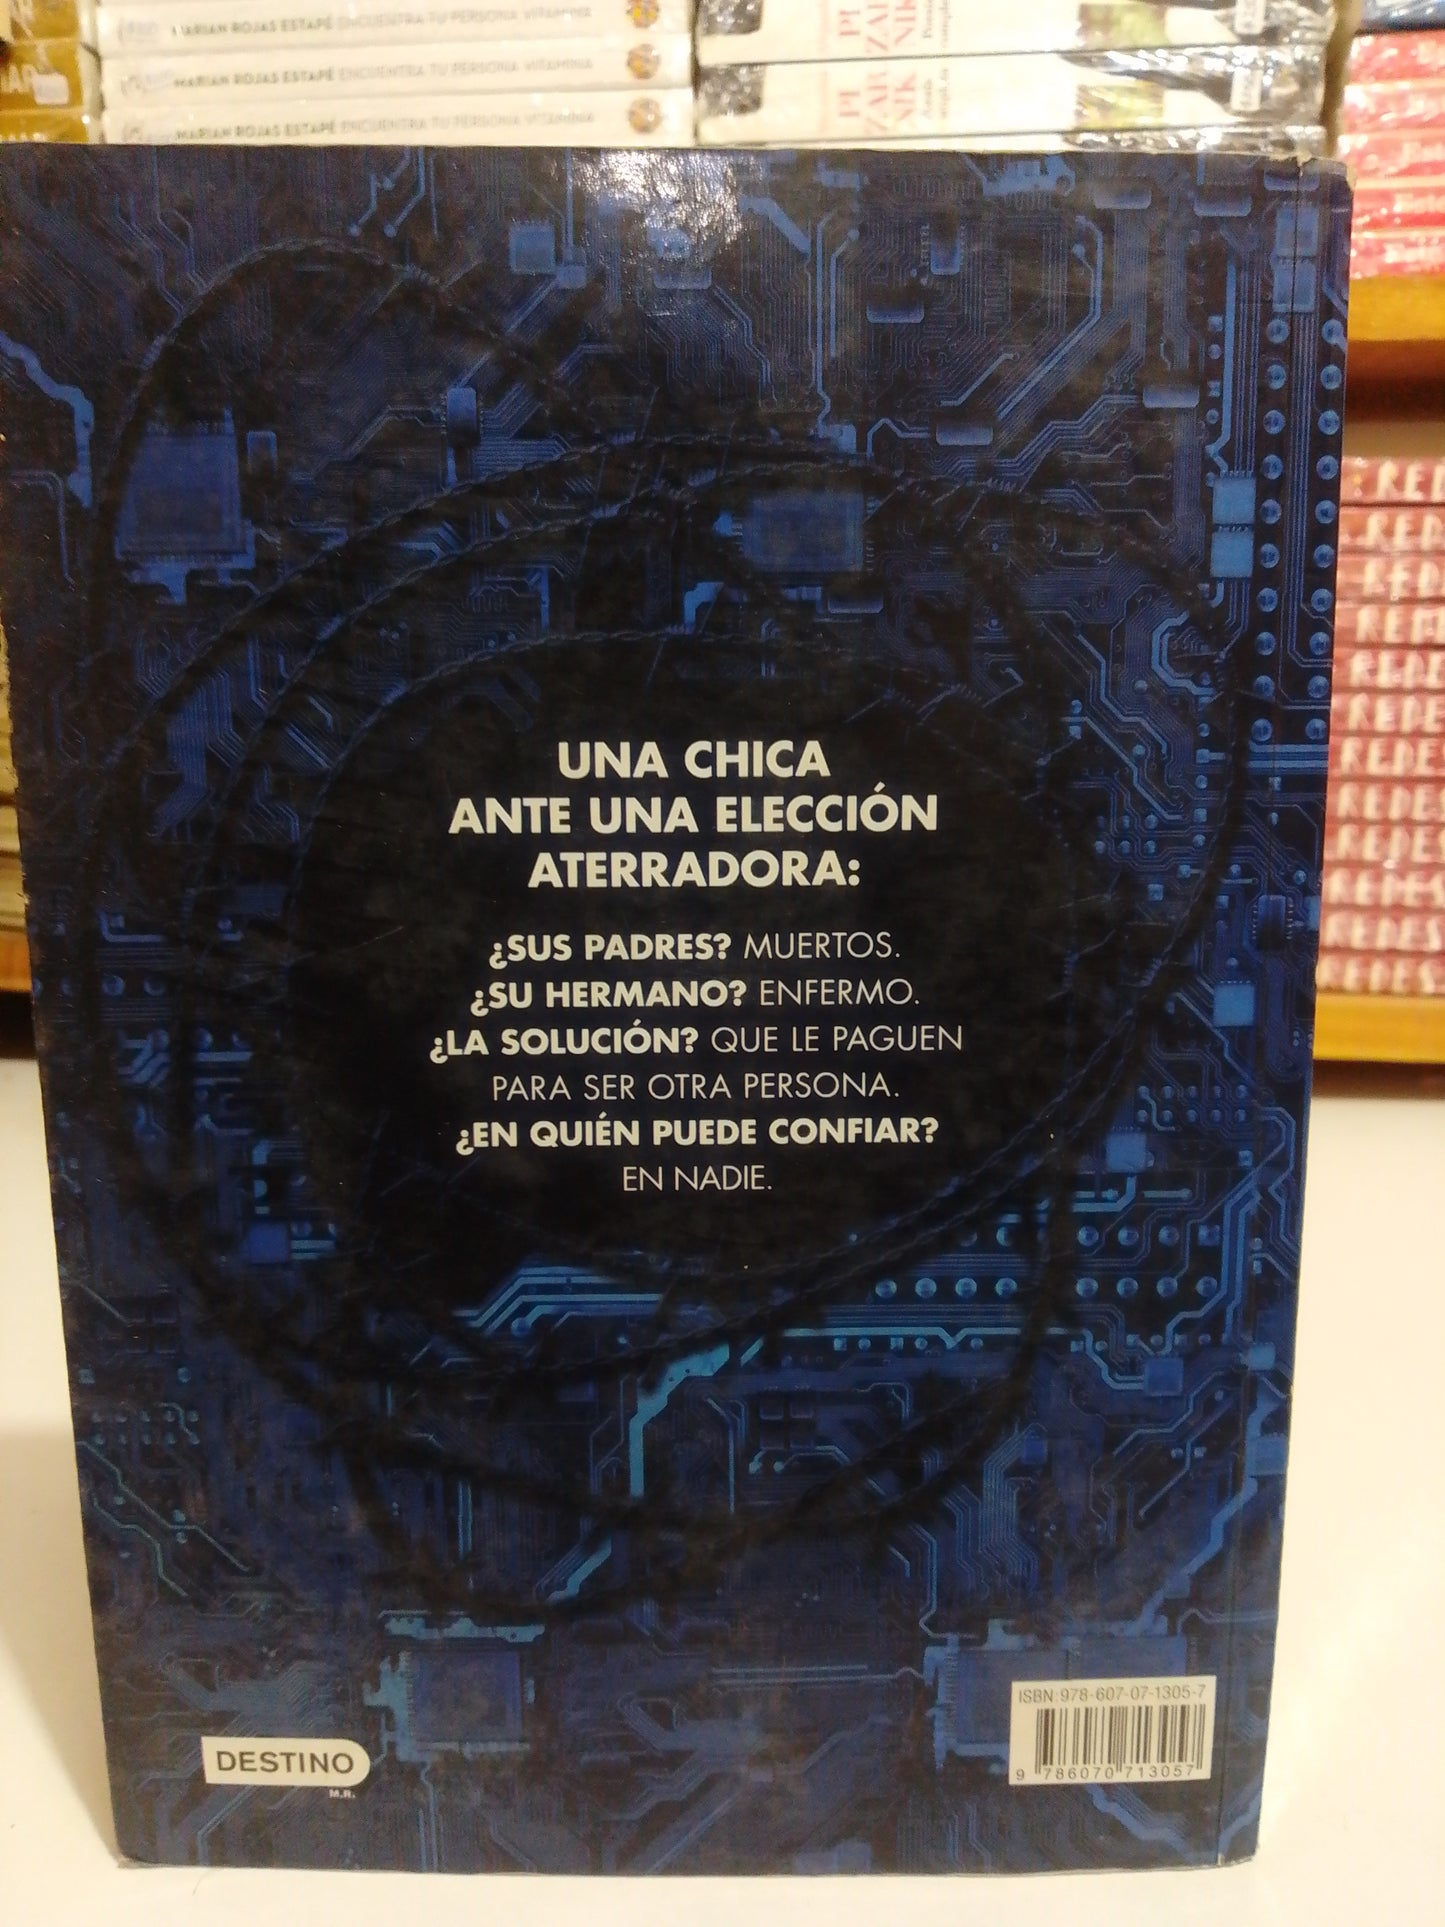 MARIAN ROJAS ESTAPÉ ENCUENTRA TU PERSONA VITAMINA
MARIAN ROJAS ESTAPÉ ENCUENTRA TU PERSONA VITAMINA
MARIAN ROJAS ESTAPÉ ENCUENTRA TU PERSONA VITAMINA
PI
ZAR
NIK
UNA CHICA
ANTE UNA ELECCIÓN
ATERRADORA:
¿SUS PADRES? MUERTOS.
¿SU HERMANO? ENFERMO.
¿LA SOLUCIÓN? QUE LE PAGUEN
PARA SER OTRA PERSONA.
¿EN QUIÉN PUEDE CONFIAR?
EN NADIE.
DESTINO
M.R.
ISBN: 978-607-07-1305-7
9 786070 713057